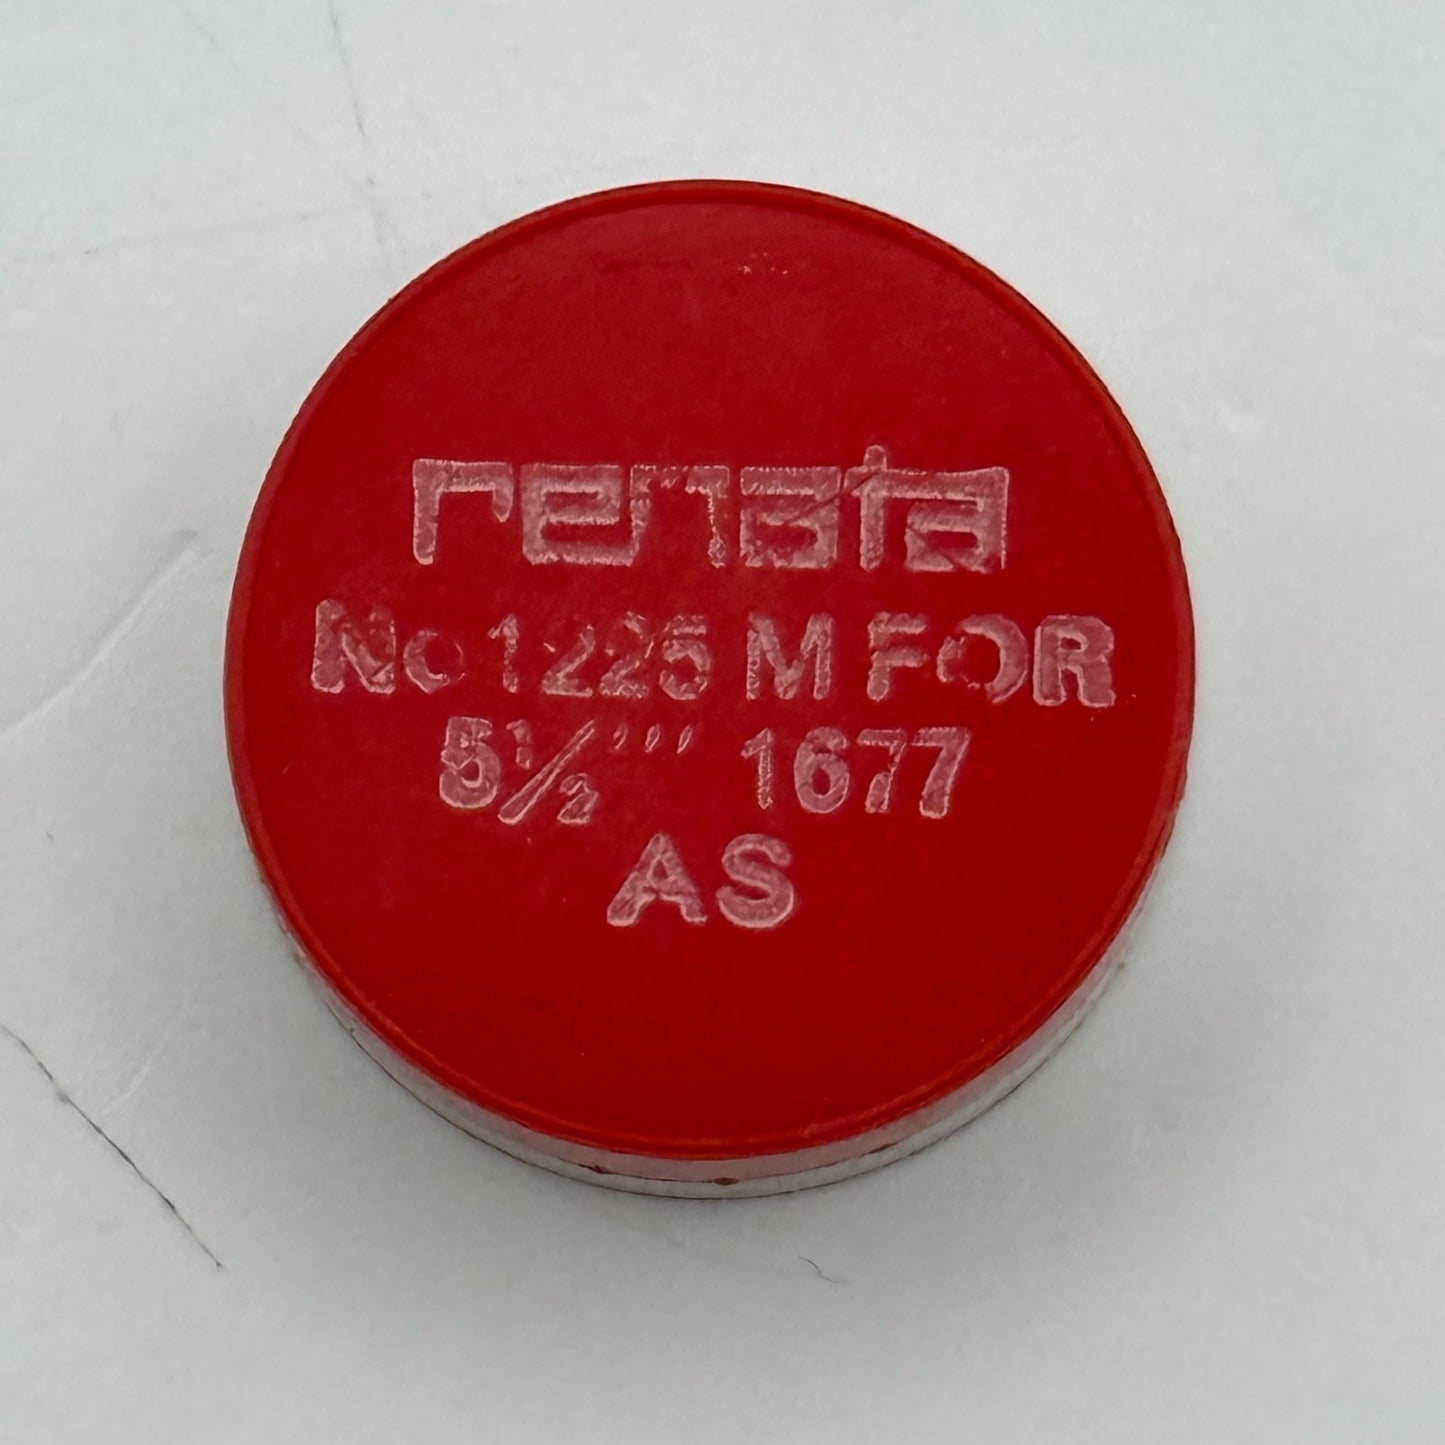 renata
No 1225 M FOR
5½''' 1677
AS